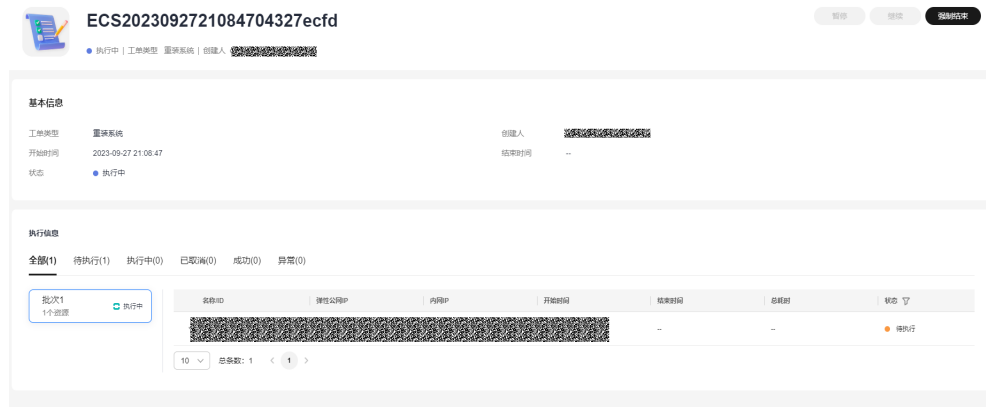 ECS2023092721084704327ecfd
暂停 继续 强制结束
执行中 | 工单类型 重装系统 | 创建人
基本信息
工单类型 重装系统 创建人
开始时间 2023-09-27 21:08:47 结束时间 --
状态 执行中
执行信息
全部(1) 待执行(1) 执行中(0) 已取消(0) 成功(0) 异常(0)
批次1
1个资源
执行中
名称/ID 弹性公网IP 内网IP 开始时间 结束时间 总耗时 状态
-- -- 待执行
10 总条数: 1 < 1 >